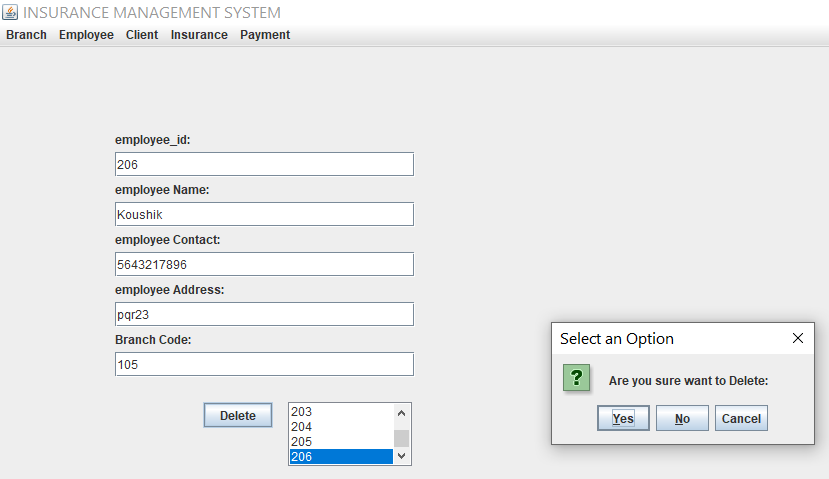 INSURANCE MANAGEMENT SYSTEM
Branch Employee Client Insurance Payment
employee_id:
206
employee Name:
Koushik
employee Contact:
5643217896
employee Address:
pqr23
Branch Code:
105
Delete
203
204
205
206
Select an Option
?
Are you sure want to Delete:
Yes No Cancel